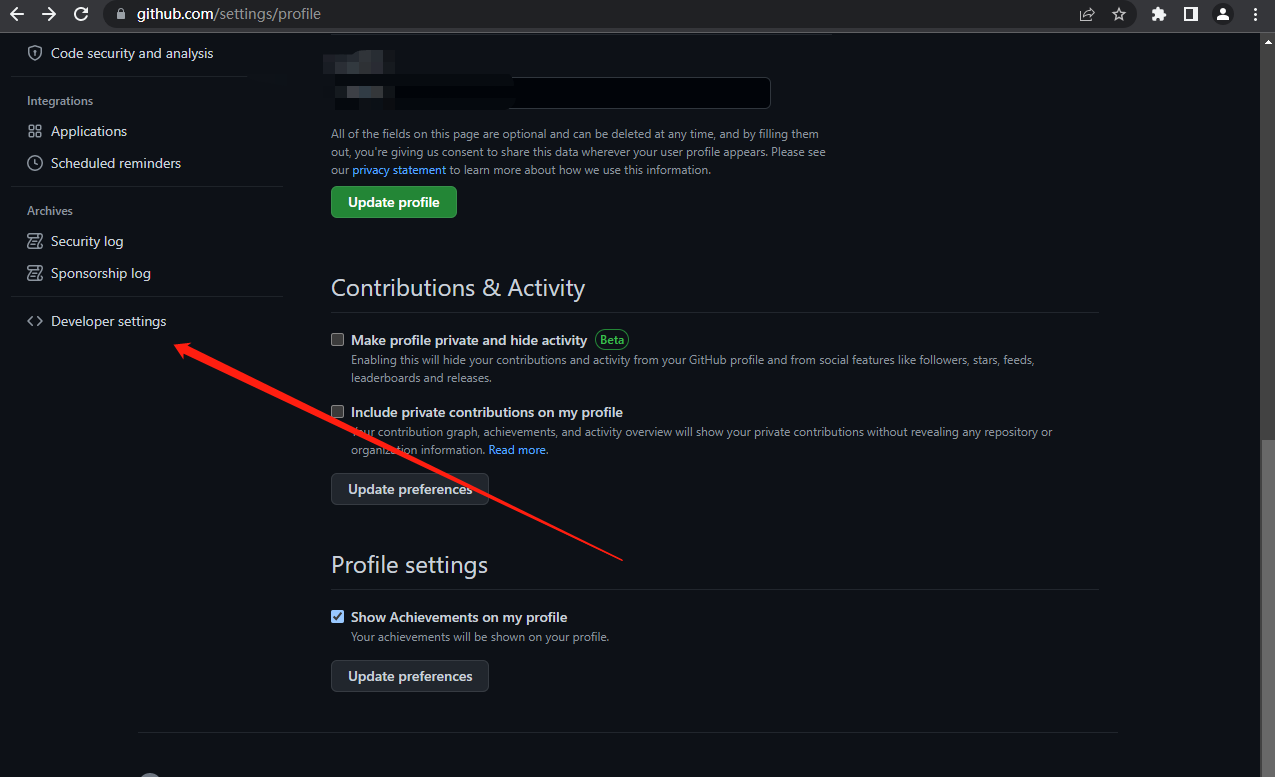 github.com/settings/profile
Code security and analysis
Integrations
Applications
Scheduled reminders
Archives
Security log
Sponsorship log
Developer settings
All of the fields on this page are optional and can be deleted at any time, and by filling them
out, you're giving us consent to share this data wherever your user profile appears. Please see
our privacy statement to learn more about how we use this information.
Update profile
Contributions & Activity
Make profile private and hide activity Beta
Enabling this will hide your contributions and activity from your GitHub profile and from social features like followers, stars, feeds,
leaderboards and releases.
Include private contributions on my profile
Your contribution graph, achievements, and activity overview will show your private contributions without revealing any repository or
organization information. Read more.
Update preferences
Profile settings
Show Achievements on my profile
Your achievements will be shown on your profile.
Update preferences